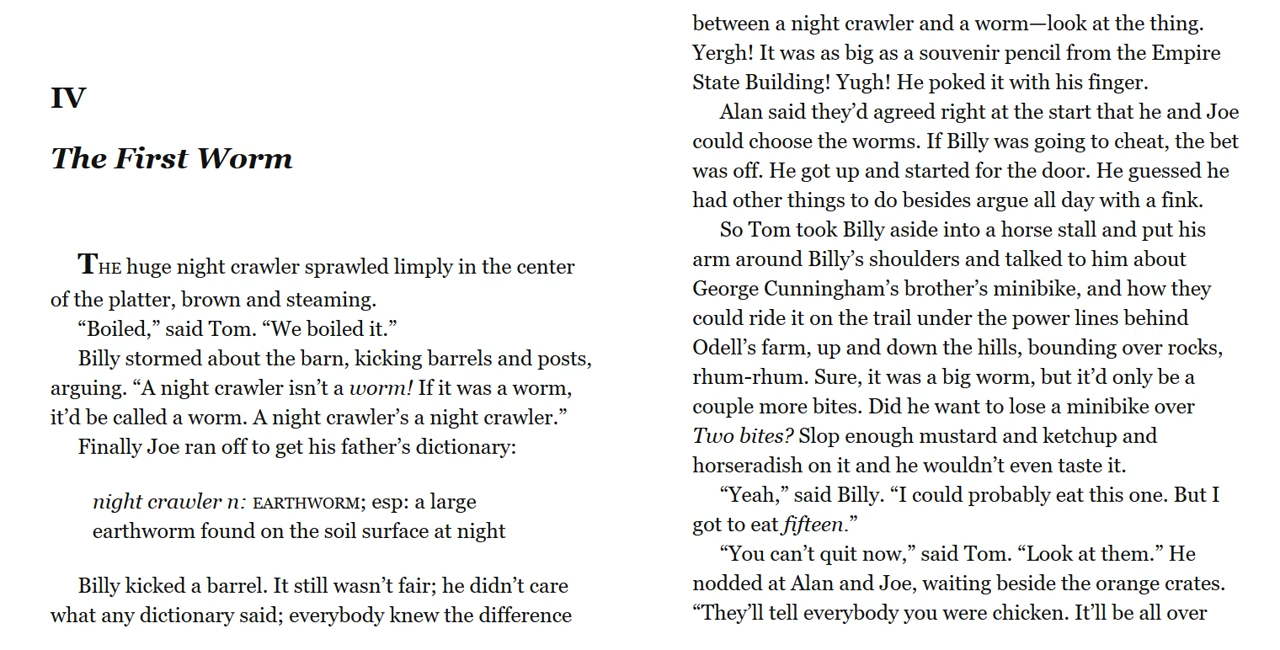 IV
The First Worm
THE huge night crawler sprawled limply in the center
of the platter, brown and steaming.
“Boiled,” said Tom. “We boiled it.”
Billy stormed about the barn, kicking barrels and posts,
arguing. “A night crawler isn’t a worm! If it was a worm,
it’d be called a worm. A night crawler’s a night crawler.”
Finally Joe ran off to get his father’s dictionary:
night crawler n: EARTHWORM; esp: a large
earthworm found on the soil surface at night
Billy kicked a barrel. It still wasn’t fair; he didn’t care
what any dictionary said; everybody knew the difference
between a night crawler and a worm—look at the thing.
Yergh! It was as big as a souvenir pencil from the Empire
State Building! Yugh! He poked it with his finger.
Alan said they’d agreed right at the start that he and Joe
could choose the worms. If Billy was going to cheat, the bet
was off. He got up and started for the door. He guessed he
had other things to do besides argue all day with a fink.
So Tom took Billy aside into a horse stall and put his
arm around Billy’s shoulders and talked to him about
George Cunningham’s brother’s minibike, and how they
could ride it on the trail under the power lines behind
Odell’s farm, up and down the hills, bounding over rocks,
rhum-rhum. Sure, it was a big worm, but it’d only be a
couple more bites. Did he want to lose a minibike over
Two bites? Slop enough mustard and ketchup and
horseradish on it and he wouldn’t even taste it.
“Yeah,” said Billy. “I could probably eat this one. But I
got to eat fifteen.”
“You can’t quit now,” said Tom. “Look at them.” He
nodded at Alan and Joe, waiting beside the orange crates.
“They’ll tell everybody you were chicken. It’ll be all over